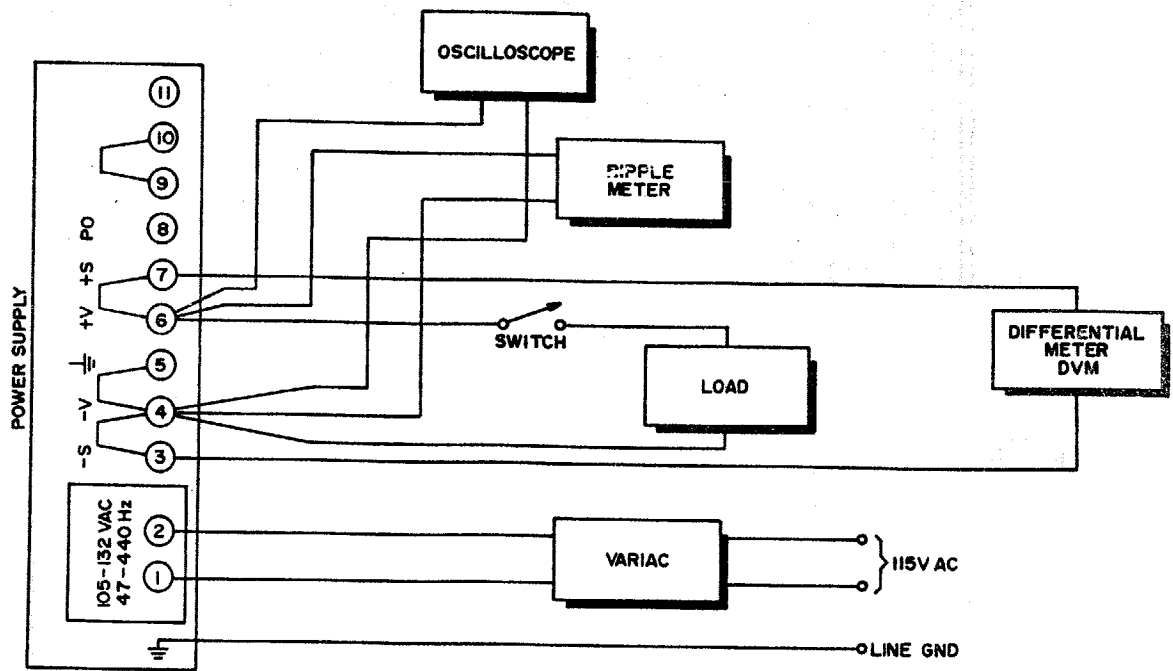 OSCILLOSCOPE
RIPPLE
METER
POWER SUPPLY
11
10
9
PO
8
+S
7
+V
6
5
-V
4
-S
3
SWITCH
LOAD
DIFFERENTIAL
METER
DVM
105-132 VAC
47-440 Hz
2
1
VARIAC
115V AC
LINE GND